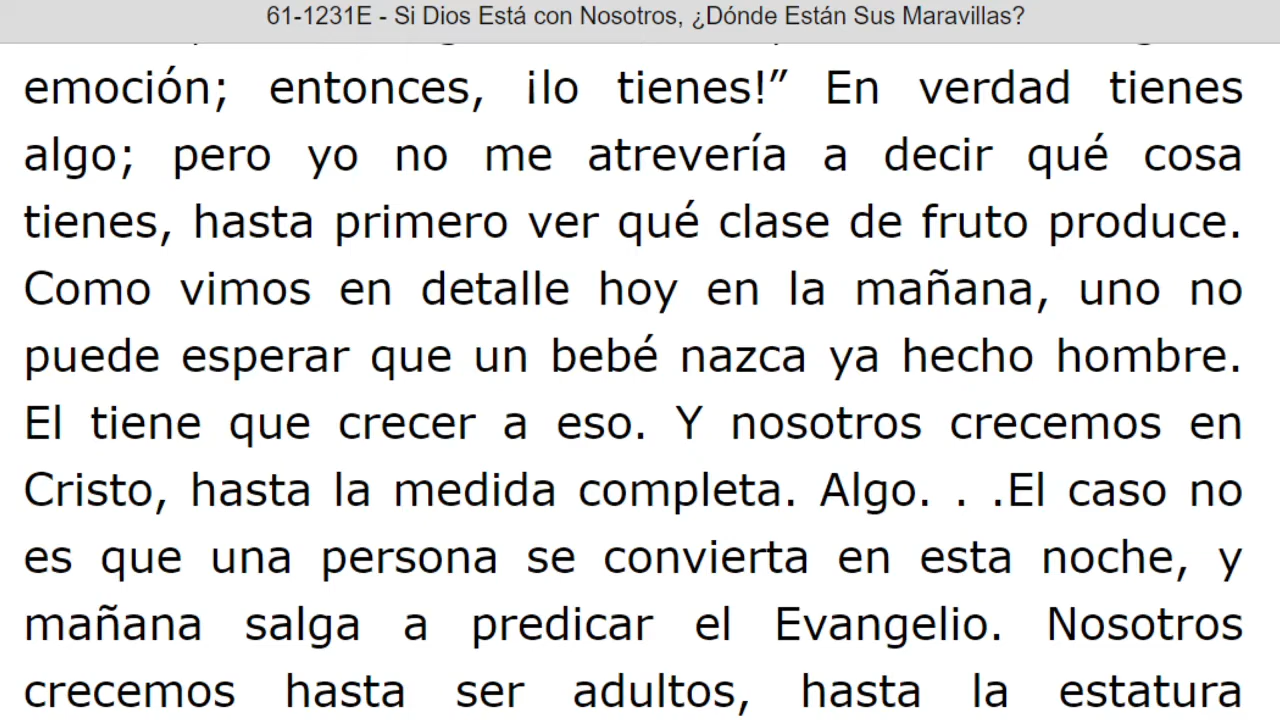 61-1231E - Si Dios Está con Nosotros, ¿Dónde Están Sus Maravillas?
emoción; entonces, ¡lo tienes!” En verdad tienes
algo; pero yo no me atrevería a decir qué cosa
tienes, hasta primero ver qué clase de fruto produce.
Como vimos en detalle hoy en la mañana, uno no
puede esperar que un bebé nazca ya hecho hombre.
El tiene que crecer a eso. Y nosotros crecemos en
Cristo, hasta la medida completa. Algo. . .El caso no
es que una persona se convierta en esta noche, y
mañana salga a predicar el Evangelio. Nosotros
crecemos hasta ser adultos, hasta la estatura